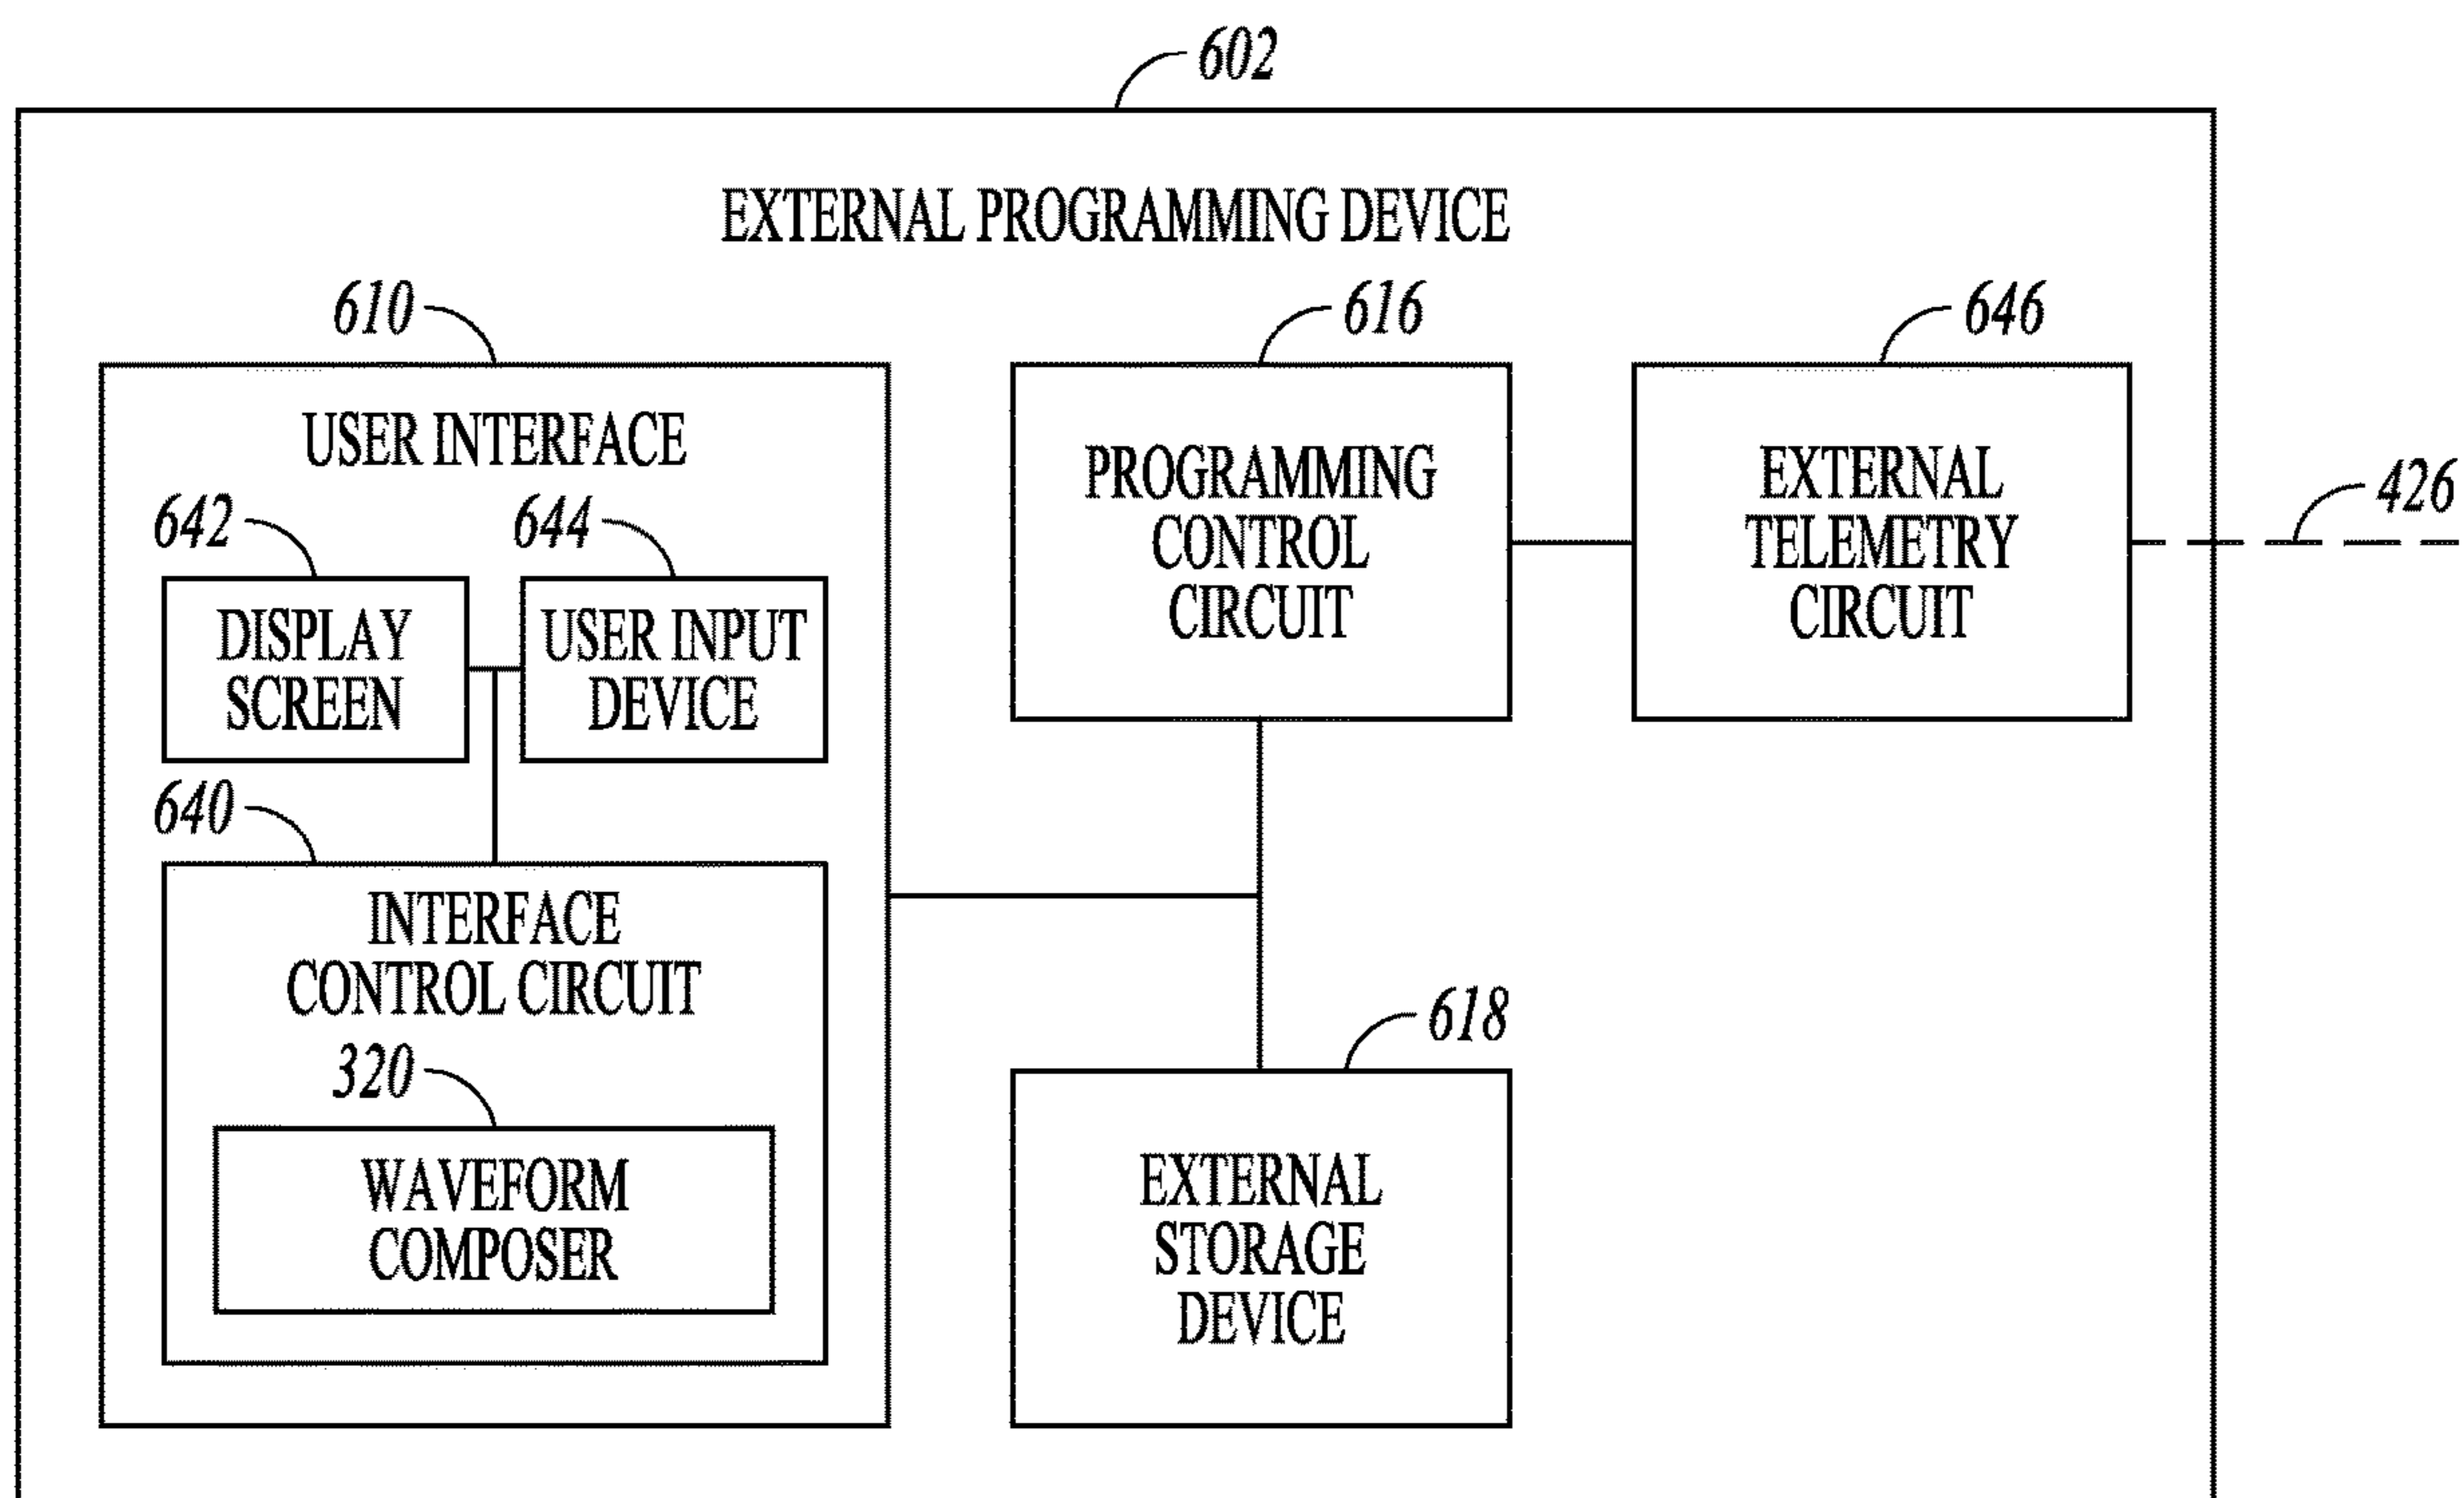 602
EXTERNAL PROGRAMMING DEVICE
610
616
646
USER INTERFACE
642
644
DISPLAY
SCREEN
USER INPUT
DEVICE
640
INTERFACE
CONTROL CIRCUIT
320
WAVEFORM
COMPOSER
PROGRAMMING
CONTROL
CIRCUIT
EXTERNAL
TELEMETRY
CIRCUIT
426
618
EXTERNAL
STORAGE
DEVICE